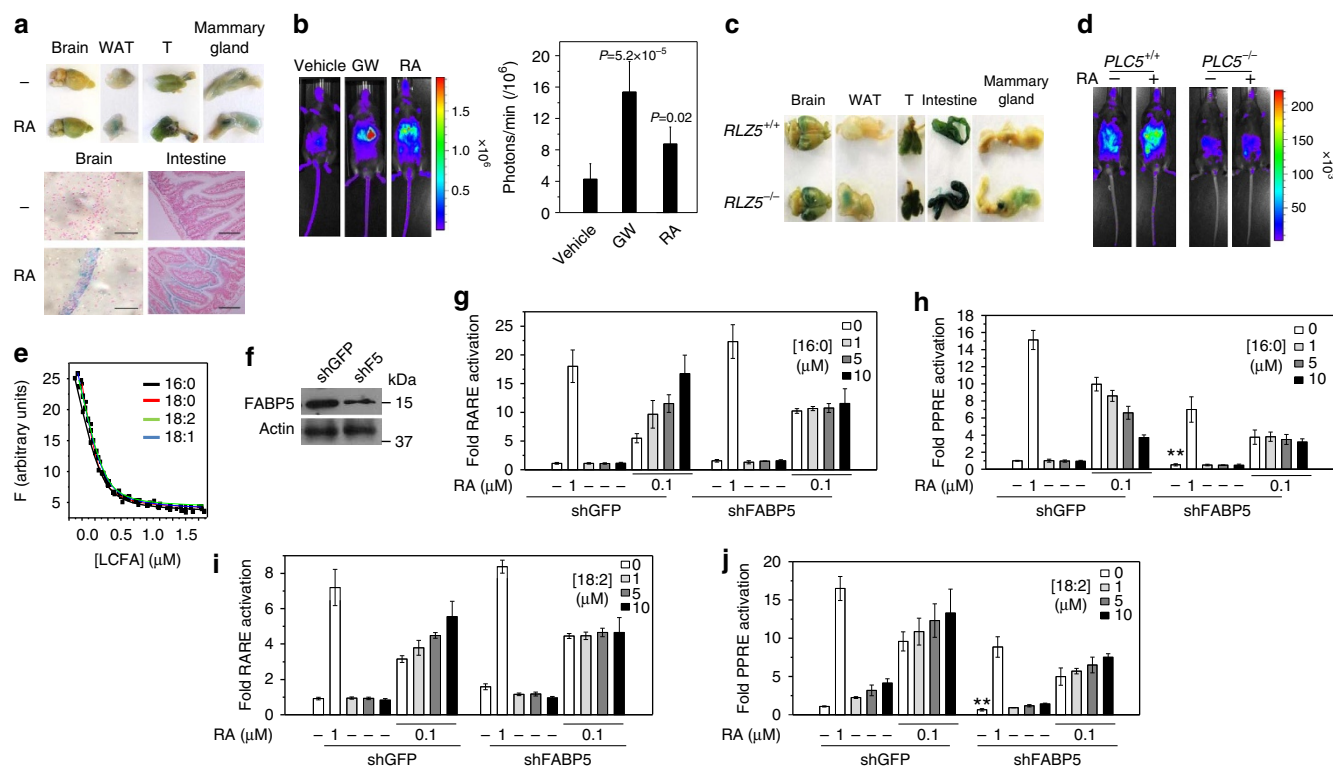 a
Brain WAT T Mammary gland
–
RA
Brain Intestine
–
RA
b
Vehicle GW RA
1.5
1.0
0.5
×10⁶
Photons/min (/10⁶)
20
16
12
8
4
0
P=5.2×10⁻⁵
P=0.02
Vehicle GW RA
c
Brain WAT T Intestine Mammary gland
RLZ5⁺/⁺
RLZ5⁻/⁻
d
PLC5⁺/⁺ PLC5⁻/⁻
RA – + – +
200
150
100
50
×10⁻³
e
F (arbitrary units)
25
20
15
10
5
16:0
18:0
18:2
18:1
0.0 0.5 1.0 1.5
[LCFA] (μM)
f
shGFP shF5
kDa
FABP5 – 15
Actin
– 37
g
Fold RARE activation
25
20
15
10
5
0
[16:0] (μM)
0
1
5
10
RA (μM) – 1 – – – 0.1 – 1 – – – 0.1
shGFP shFABP5
h
Fold PPRE activation
18
16
14
12
10
8
6
4
2
0
[16:0] (μM)
0
1
5
10
**
RA (μM) – 1 – – – 0.1 – 1 – – – 0.1
shGFP shFABP5
i
Fold RARE activation
8
6
4
2
0
[18:2] (μM)
0
1
5
10
RA (μM) – 1 – – – 0.1 – 1 – – – 0.1
shGFP shFABP5
j
Fold PPRE activation
20
15
10
5
0
[18:2] (μM)
0
1
5
10
**
RA (μM) – 1 – – – 0.1 – 1 – – – 0.1
shGFP shFABP5